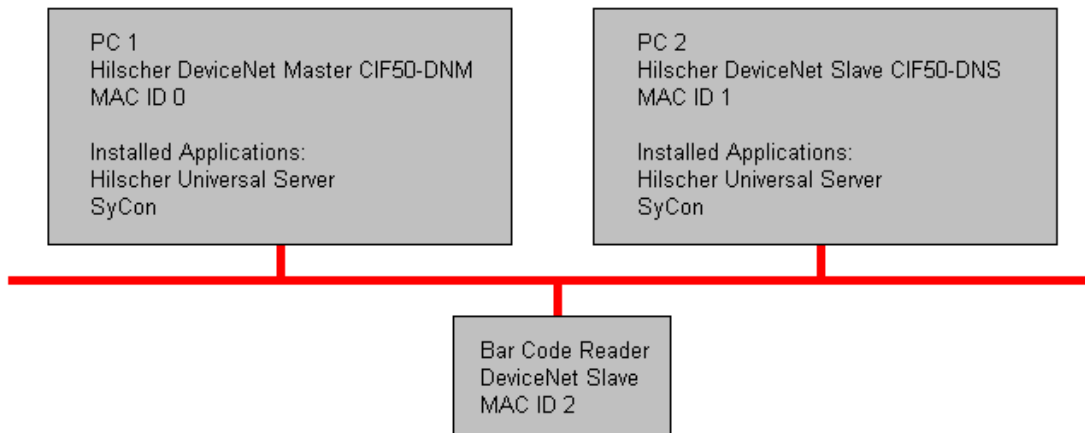 PC 1
Hilscher DeviceNet Master CIF50-DNM
MAC ID 0
Installed Applications:
Hilscher Universal Server
SyCon
PC 2
Hilscher DeviceNet Slave CIF50-DNS
MAC ID 1
Installed Applications:
Hilscher Universal Server
SyCon
Bar Code Reader
DeviceNet Slave
MAC ID 2